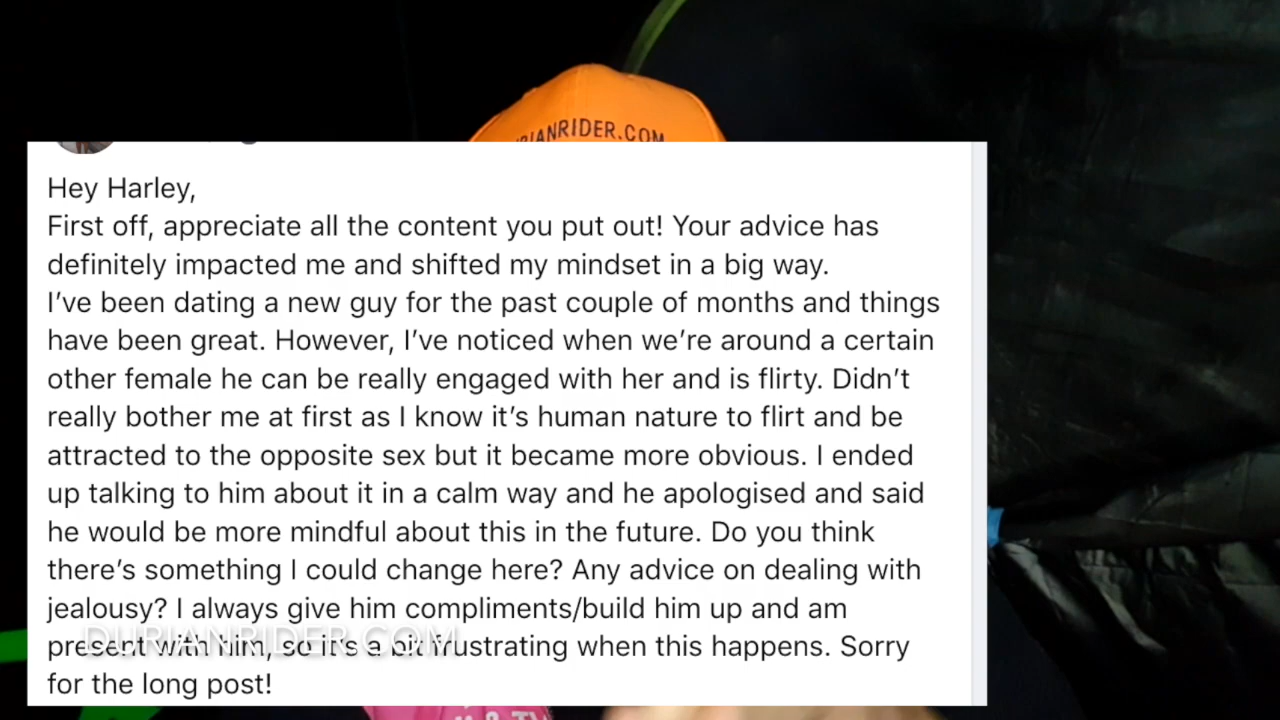 DURIANRIDER.COM
Hey Harley,
First off, appreciate all the content you put out! Your advice has
definitely impacted me and shifted my mindset in a big way.
I’ve been dating a new guy for the past couple of months and things
have been great. However, I’ve noticed when we’re around a certain
other female he can be really engaged with her and is flirty. Didn’t
really bother me at first as I know it’s human nature to flirt and be
attracted to the opposite sex but it became more obvious. I ended
up talking to him about it in a calm way and he apologised and said
he would be more mindful about this in the future. Do you think
there’s something I could change here? Any advice on dealing with
jealousy? I always give him compliments/build him up and am
present with him, so it’s a bit frustrating when this happens. Sorry
DURIANRIDER.COM
for the long post!